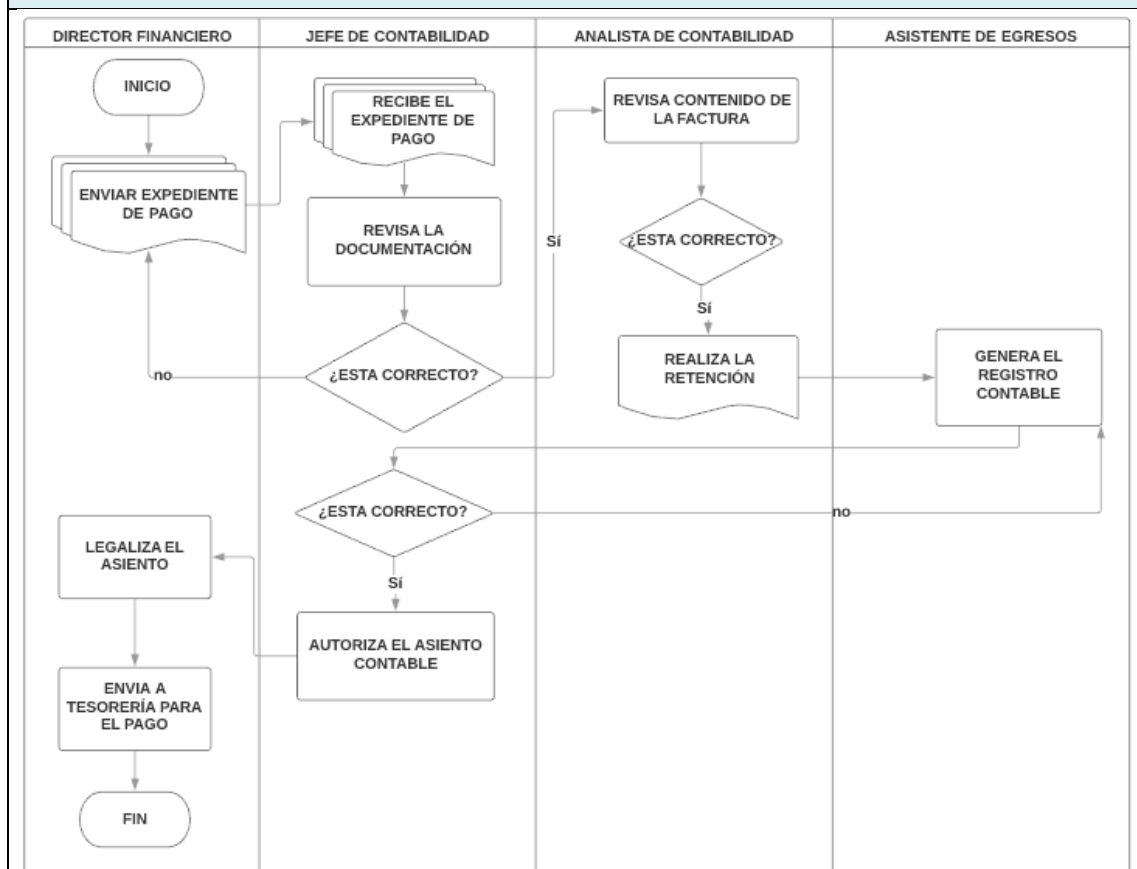 DIRECTOR FINANCIERO
JEFE DE CONTABILIDAD
ANALISTA DE CONTABILIDAD
ASISTENTE DE EGRESOS
INICIO
ENVIAR EXPEDIENTE
DE PAGO
RECIBE EL
EXPEDIENTE DE
PAGO
REVISA LA
DOCUMENTACIÓN
¿ESTA CORRECTO?
no
Sí
REVISA CONTENIDO DE
LA FACTURA
¿ESTA CORRECTO?
Sí
REALIZA LA
RETENCIÓN
GENERA EL
REGISTRO
CONTABLE
¿ESTA CORRECTO?
no
Sí
AUTORIZA EL ASIENTO
CONTABLE
LEGALIZA EL
ASIENTO
ENVIA A
TESORERÍA PARA
EL PAGO
FIN